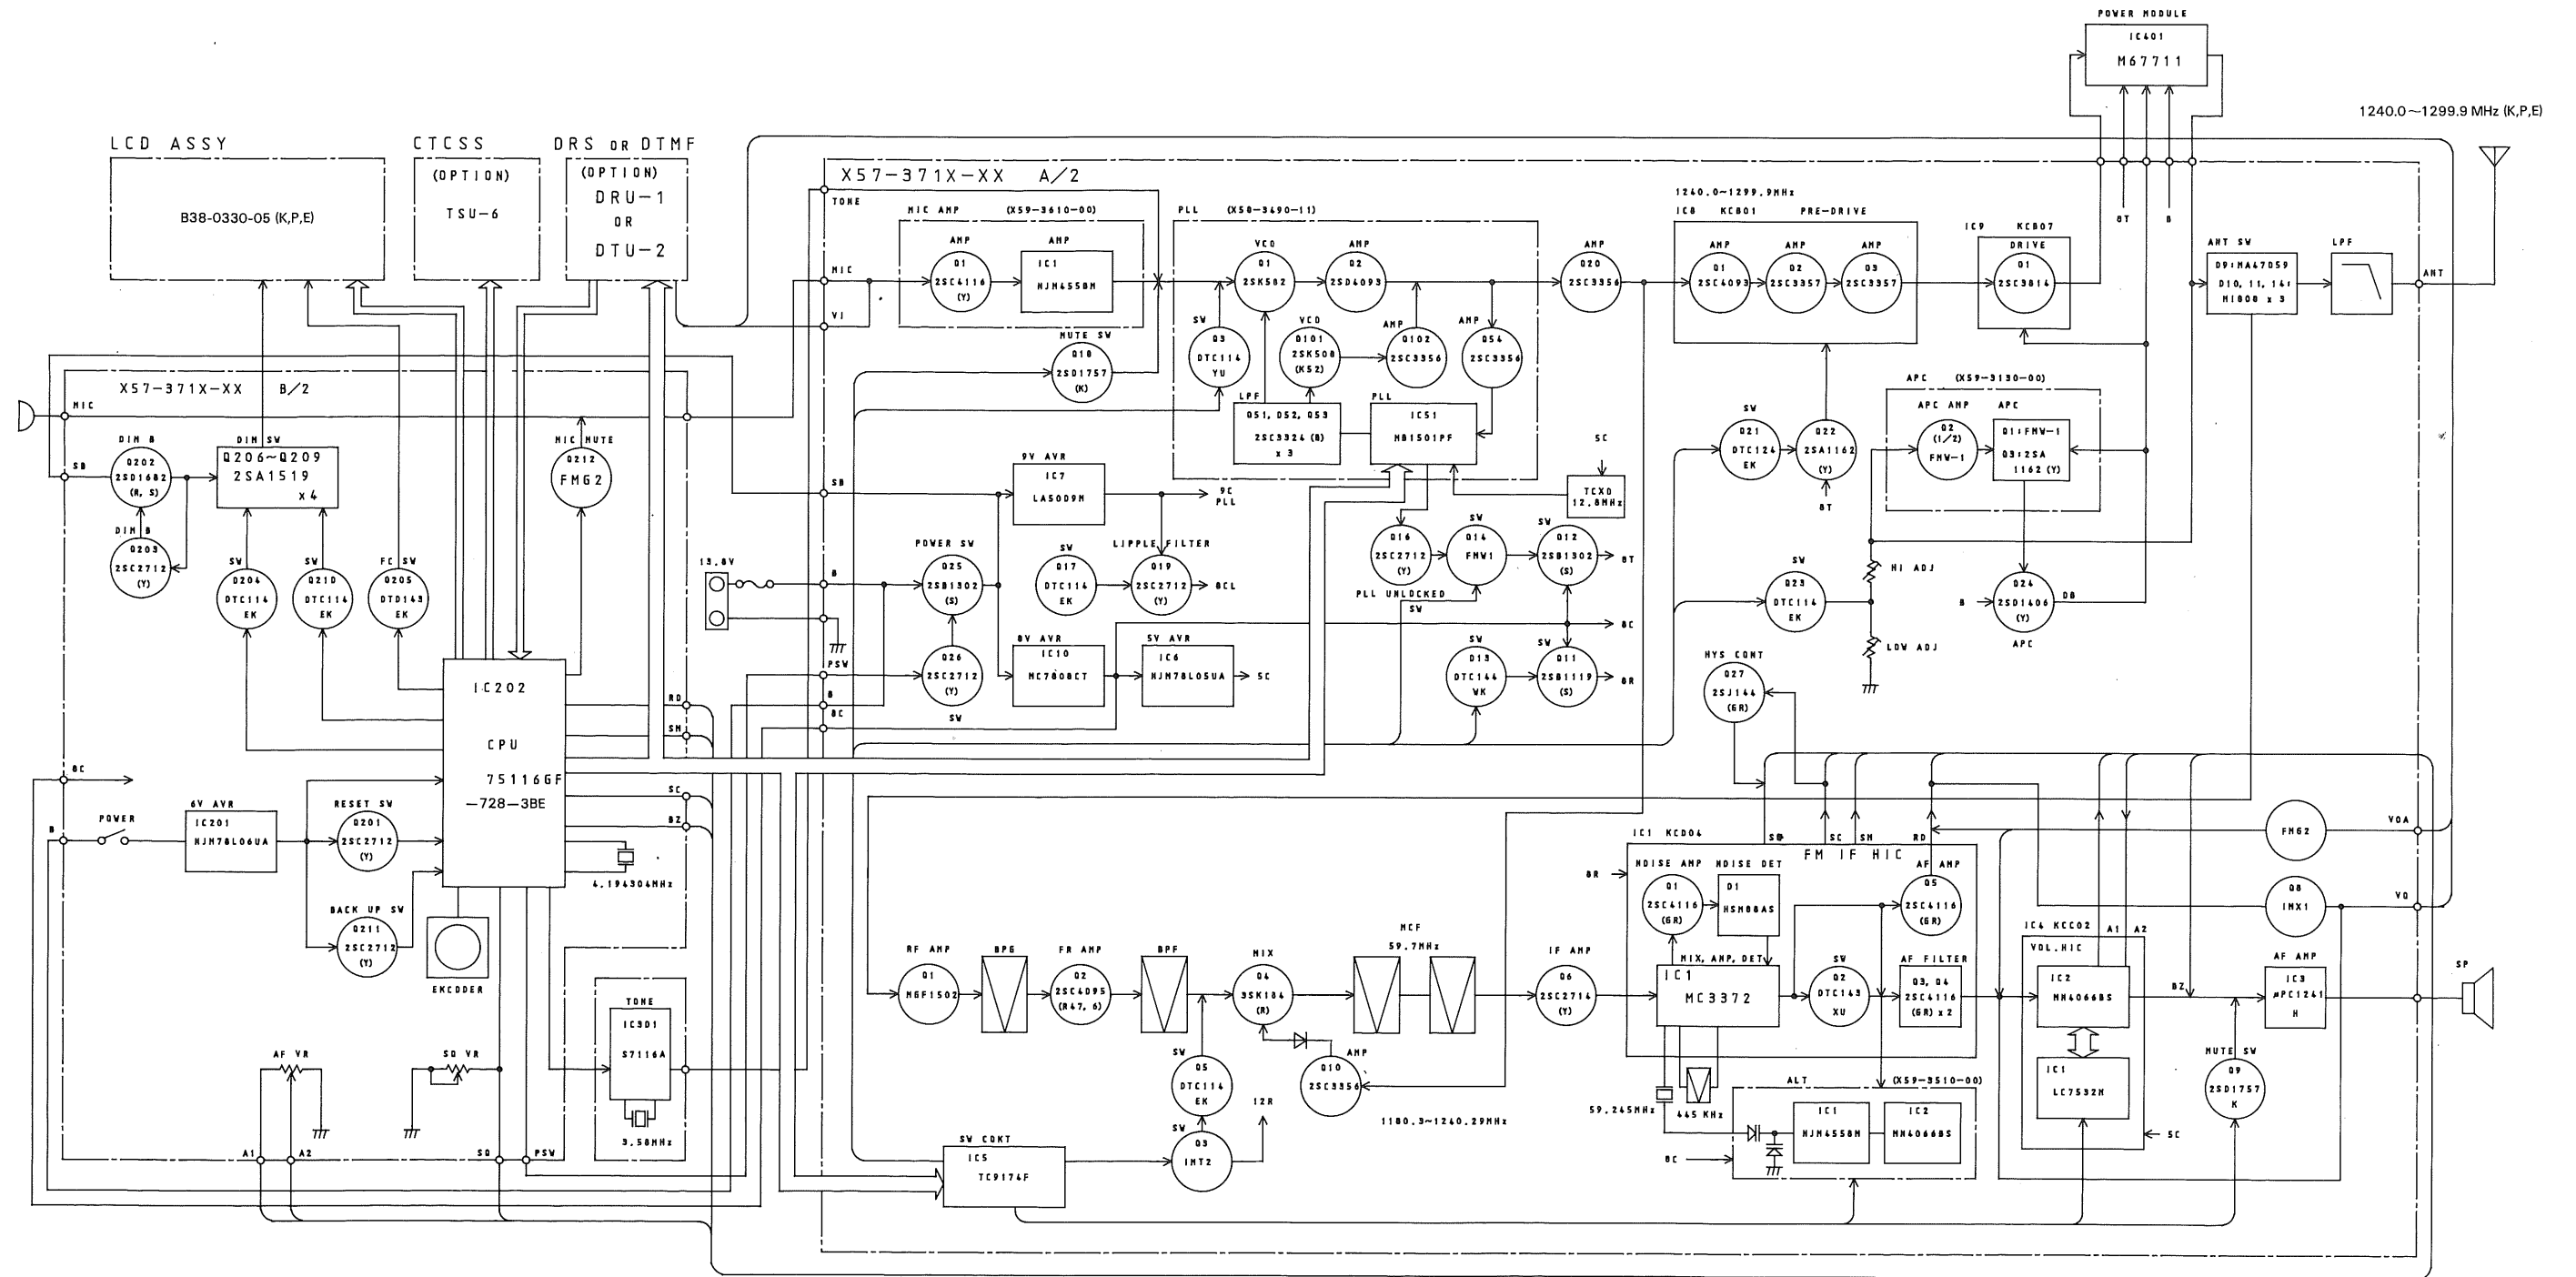 POWER MODULE
IC401
M67711
1240.0~1299.9 MHz (K,P,E)
LCD ASSY
B38-0330-05 (K,P,E)
CTCSS
(OPTION)
TSU-6
DRS OR DTMF
(OPTION)
DRU-1
OR
DTU-2
X57-371X-XX A/2
TONE
MIC
VI
MIC AMP (X59-3610-00)
AMP
Q1
2SC4116
(Y)
AMP
IC1
NJM4558M
MUTE SW
Q18
2SD1757
(K)
PLL (X58-3490-11)
VCO
Q1
2SK582
AMP
Q2
2SD4093
SW
Q3
DTC114
YU
VCO
Q101
2SK508
(K52)
AMP
Q102
2SC3356
AMP
Q54
2SC3356
LPF
Q51, D52, Q53
2SC3324 (B)
x 3
PLL
IC51
MB1501PF
AMP
Q20
2SC3356
5C
TCXO
12.8MHz
1240.0~1299.9MHz
IC8 KCB01 PRE-DRIVE
AMP
Q1
2SC4093
AMP
Q2
2SC3357
AMP
Q3
2SC3357
IC9 KCB07
DRIVE
Q1
2SC3814
8T
B
ANT SW
D9:MA47059
D10, 11, 14:
MI808 x 3
LPF
ANT
APC (X59-3130-00)
APC AMP
Q2
(1/2)
FMW-1
APC
Q1:FMW-1
Q3:2SA
1162 (Y)
SW
Q21
DTC124
EK
Q22
2SA1162
(Y)
8T
HI ADJ
LOW ADJ
SW
Q23
DTC114
EK
B
Q24
2SD1406
(Y)
APC
DB
X57-371X-XX B/2
MIC
SB
DIM B
Q202
2SD1682
(R, S)
DIM B
Q203
2SC2712
(Y)
DIM SW
Q206~Q209
2SA1519
x 4
SW
Q204
DTC114
EK
SW
Q210
DTC114
EK
FC SW
Q205
DTD143
EK
MIC MUTE
Q212
FMG2
IC202
CPU
75116GF
-728-3BE
RD
SM
SC
BZ
4.194304MHz
8C
B
POWER
6V AVR
IC201
NJM78L06UA
RESET SW
Q201
2SC2712
(Y)
BACK UP SW
Q211
2SC2712
(Y)
ENCODER
AF VR
SQ VR
A1
A2
SQ
PSW
TONE
IC301
S7116A
3.58MHz
13.8V
SB
B
PSW
B
8C
9V AVR
IC7
LA5009M
9C
PLL
POWER SW
Q25
2SB1302
(S)
Q26
2SC2712
(Y)
SW
SW
Q17
DTC114
EK
LIPPLE FILTER
Q19
2SC2712
(Y)
8CL
8V AVR
IC10
MC7808CT
5V AVR
IC6
NJM78L05UA
5C
Q16
2SC2712
(Y)
PLL UNLOCKED
SW
SW
Q14
FMW1
SW
Q12
2SB1302
(S)
8T
8C
SW
D13
DTC144
WK
SW
Q11
2SB1119
(S)
8R
HYS CONT
Q27
2SJ144
(GR)
RF AMP
Q1
MGF1502
BPG
FR AMP
Q2
2SC4095
(R47, 6)
BPF
MIX
Q4
3SK184
(R)
MCF
59.7MHz
IF AMP
Q6
2SC2714
(Y)
SW
Q5
DTC114
EK
SW
Q3
IMT2
12R
AMP
Q10
2SC3356
1180.3~1240.29MHz
SW CONT
IC5
TC9174F
IC1 KCD04
SQ
SC
SM
RD
FM IF HIC
8R
NOISE AMP
Q1
2SC4116
(GR)
NOISE DET
D1
HSM88AS
MIX, AMP, DET
IC1
MC3372
SW
Q2
DTC143
XU
AF AMP
Q5
2SC4116
(GR)
AF FILTER
Q3, Q4
2SC4116
(GR) x 2
59.245MHz
445 KHz
ALT (X59-3510-00)
IC1
NJM4558M
IC2
MN4066BS
8C
FMG2
VOA
Q8
IMX1
VO
IC4 KCC02
A1
A2
VOL.HIC
IC2
MN4066BS
IC1
LC7532M
5C
BZ
AF AMP
IC3
μPC1241
H
MUTE SW
Q9
2SD1757
K
SP